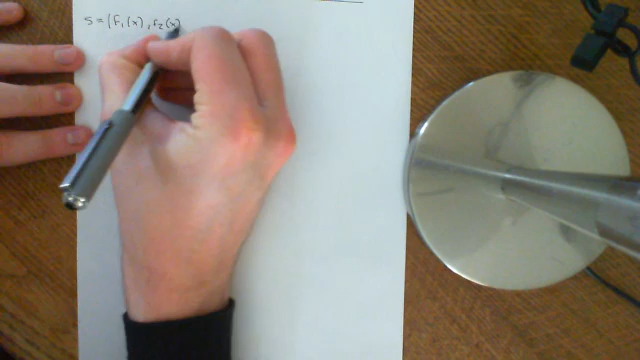 S = (f₁(x), f₂(x)